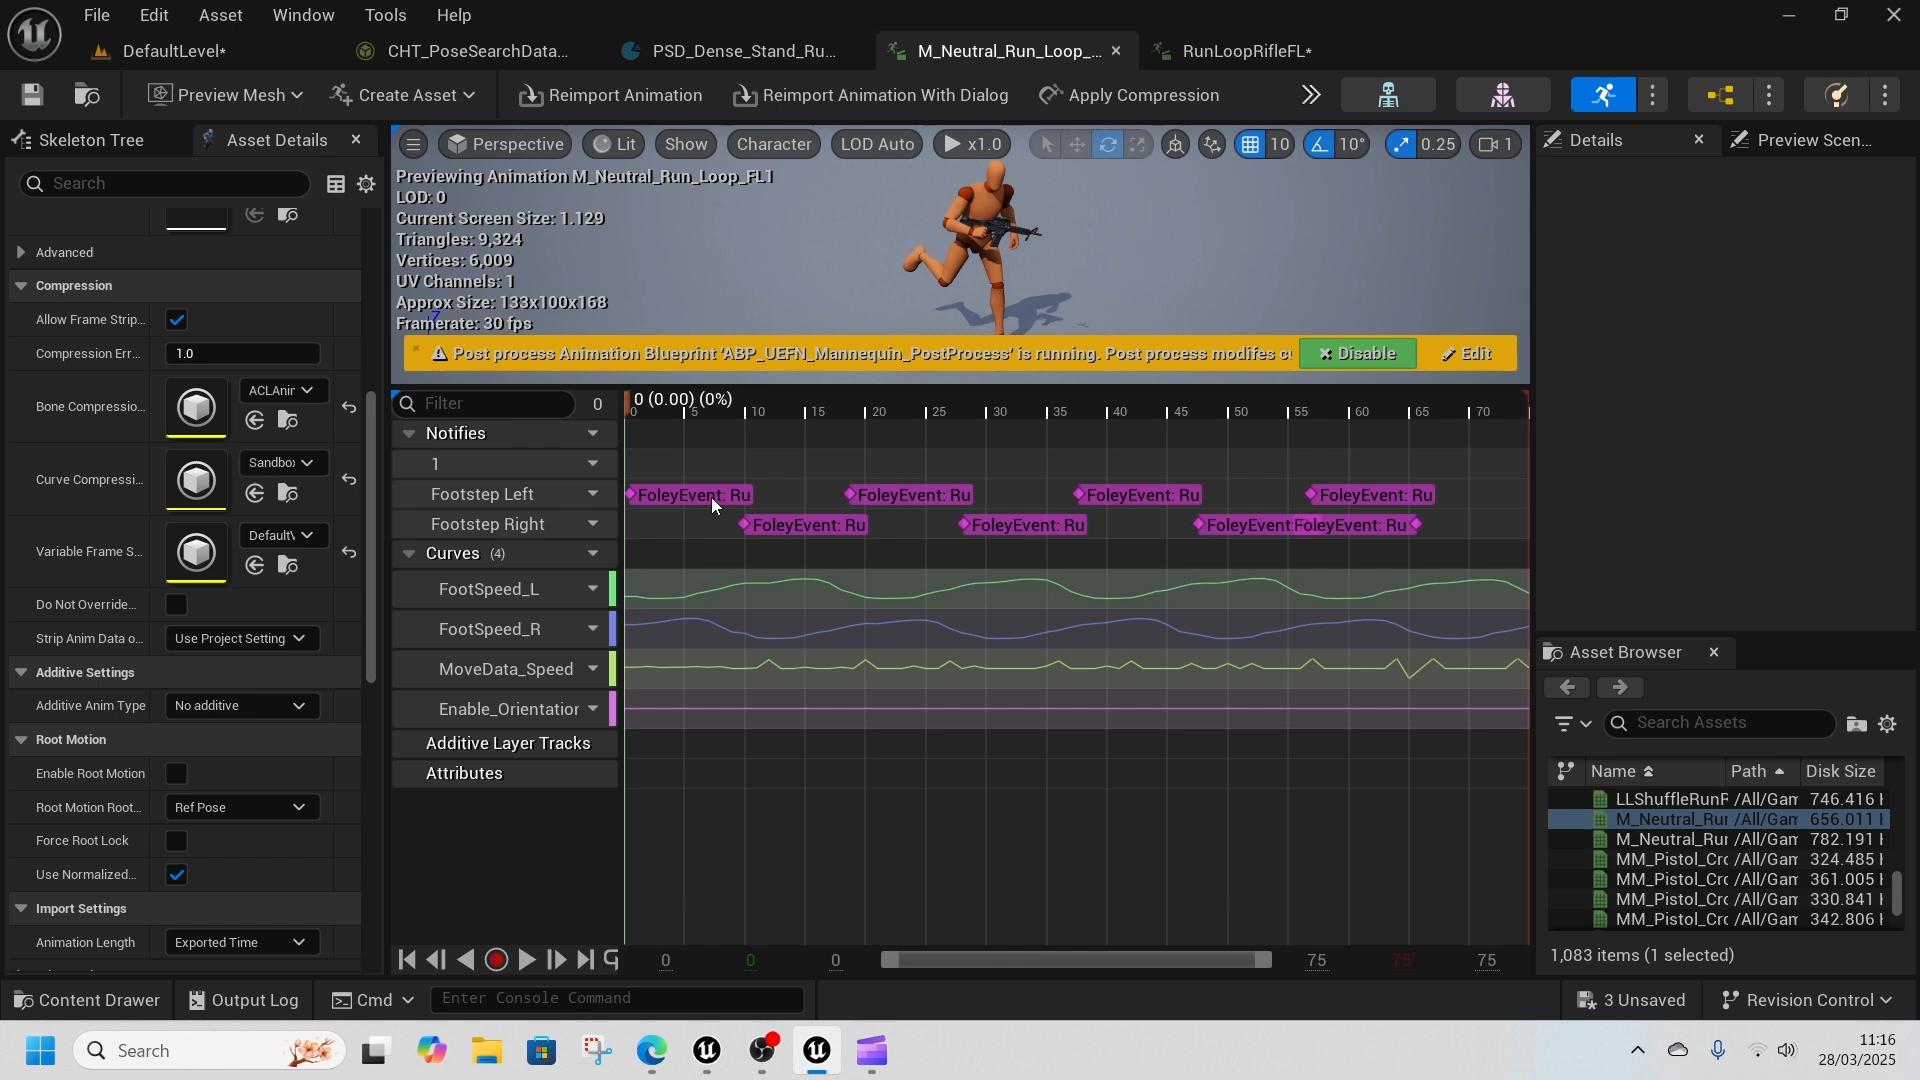 File Edit Asset Window Tools Help
DefaultLevel* CHT_PoseSearchData... PSD_Dense_Stand_Ru... M_Neutral_Run_Loop_... RunLoopRifleFL*
Preview Mesh Create Asset Reimport Animation Reimport Animation With Dialog Apply Compression
Skeleton Tree Asset Details
Search
Advanced
Compression
Allow Frame Strip...
Compression Err... 1.0
Bone Compressio... ACLAnir
Curve Compressi... Sandbo
Variable Frame S... Default
Do Not Override...
Strip Anim Data o... Use Project Setting
Additive Settings
Additive Anim Type No additive
Root Motion
Enable Root Motion
Root Motion Root... Ref Pose
Force Root Lock
Use Normalized...
Import Settings
Animation Length Exported Time
Perspective Lit Show Character LOD Auto x1.0 10 10° 0.25 1
Previewing Animation M_Neutral_Run_Loop_FL1
LOD: 0
Current Screen Size: 1.129
Triangles: 9,324
Vertices: 6,009
UV Channels: 1
Approx Size: 133x100x168
Framerate: 30 fps
Z
Post process Animation Blueprint 'ABP_UEFN_Mannequin_PostProcess' is running. Post process modifes cu Disable Edit
Filter 0 0 (0.00) (0%)
0 5 10 15 20 25 30 35 40 45 50 55 60 65 70
Notifies
1
Footstep Left FoleyEvent: Ru FoleyEvent: Ru FoleyEvent: Ru FoleyEvent: Ru
Footstep Right FoleyEvent: Ru FoleyEvent: Ru FoleyEvent: FoleyEvent: Ru
Curves (4)
FootSpeed_L
FootSpeed_R
MoveData_Speed
Enable_Orientatior
Additive Layer Tracks
Attributes
0 0 0 75 75 75
Details Preview Scen...
Asset Browser
Search Assets
Name Path Disk Size
LLShuffleRunF /All/Gam 746.416
M_Neutral_Rur /All/Gam 656.011
M_Neutral_Rur /All/Gam 782.191
MM_Pistol_Crc /All/Gam 324.485
MM_Pistol_Crc /All/Gam 361.005
MM_Pistol_Crc /All/Gam 330.841
MM_Pistol_Crc /All/Gam 342.806
1,083 items (1 selected)
Content Drawer Output Log Cmd Enter Console Command 3 Unsaved Revision Control
Search
11:16
28/03/2025